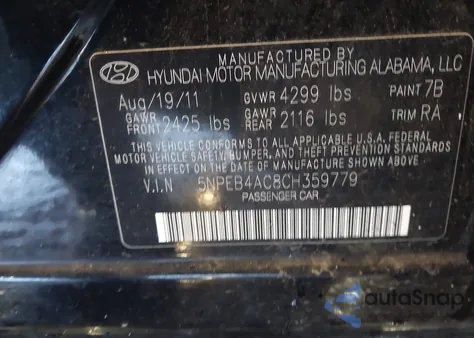 MANUFACTURED BY
HYUNDAI MOTOR MANUFACTURING ALABAMA, LLC
Aug/19/11 GVWR 4299 lbs PAINT 7B
GAWR FRONT 2425 lbs GAWR REAR 2116 lbs TRIM RA
THIS VEHICLE CONFORMS TO ALL APPLICABLE U.S.A. FEDERAL
MOTOR VEHICLE SAFETY, BUMPER, AND THEFT PREVENTION STANDARDS
IN EFFECT ON THE DATE OF MANUFACTURE SHOWN ABOVE.
V.I.N 5NPEB4AC8CH359779
PASSENGER CAR
autoSnap